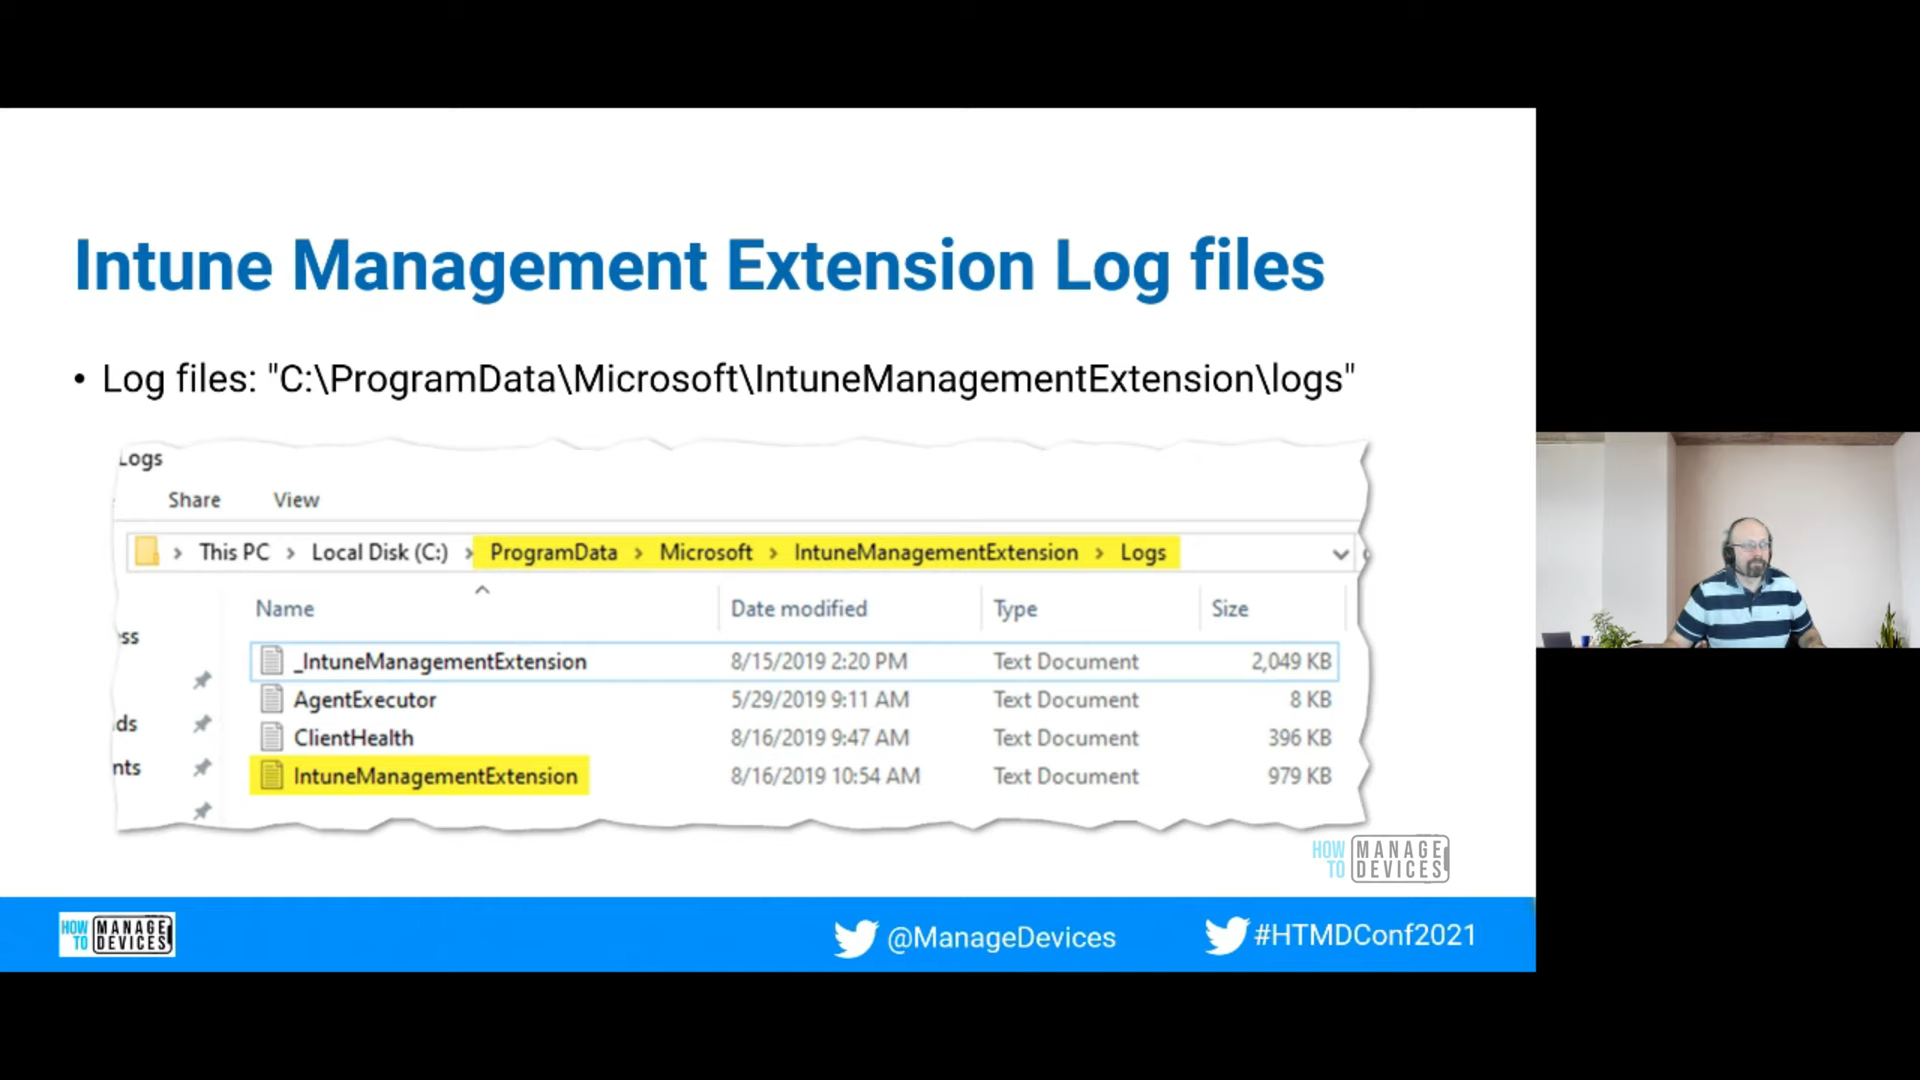 Intune Management Extension Log files
• Log files: "C:\ProgramData\Microsoft\IntuneManagementExtension\logs"
Logs
Share View
This PC > Local Disk (C:) > ProgramData > Microsoft > IntuneManagementExtension > Logs
Name Date modified Type Size
ss
_IntuneManagementExtension 8/15/2019 2:20 PM Text Document 2,049 KB
AgentExecutor 5/29/2019 9:11 AM Text Document 8 KB
ds
ClientHealth 8/16/2019 9:47 AM Text Document 396 KB
nts
IntuneManagementExtension 8/16/2019 10:54 AM Text Document 979 KB
HOW TO MANAGE DEVICES
HOW TO MANAGE DEVICES
@ManageDevices
#HTMDConf2021